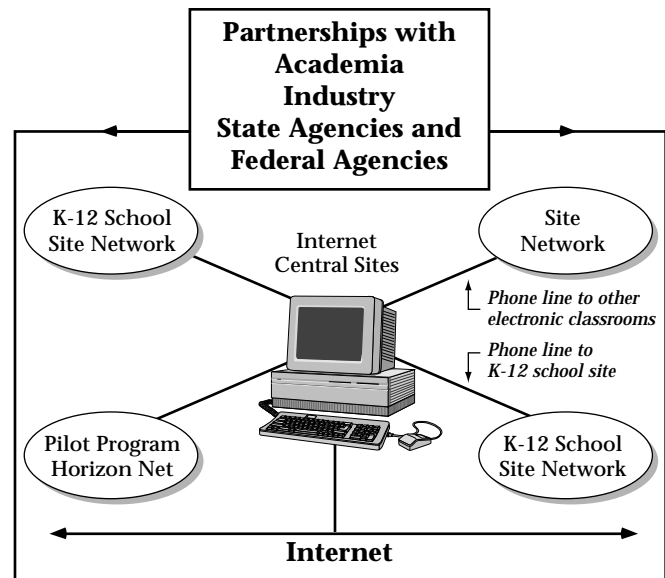 Partnerships with
Academia
Industry
State Agencies and
Federal Agencies
K-12 School
Site Network
Internet
Central Sites
Site
Network
Phone line to other
electronic classrooms
Phone line to
K-12 school site
Pilot Program
Horizon Net
K-12 School
Site Network
Internet